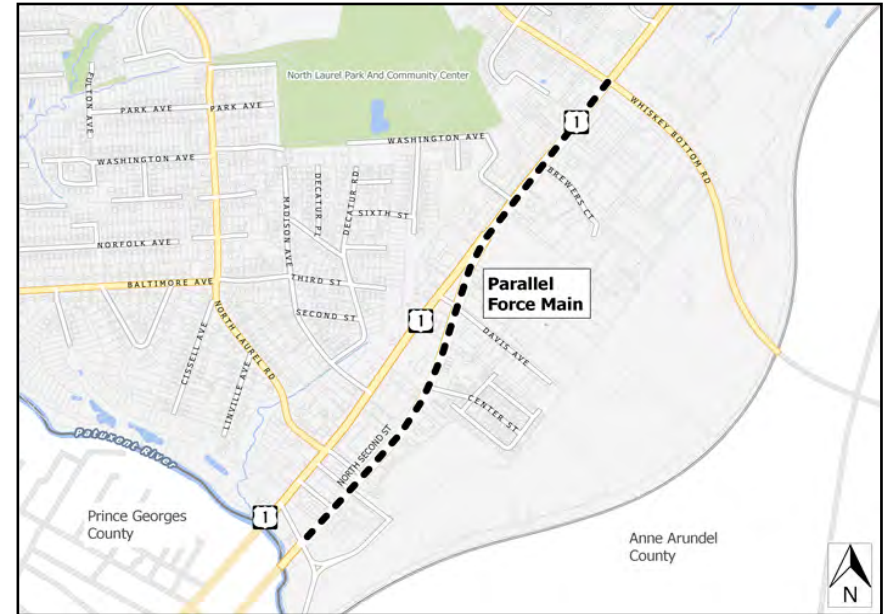 North Laurel Park And Community Center
FULTON AVE
PARK AVE
PARK AVE
1
WHISKEY BOTTOM RD
WASHINGTON AVE
WASHINGTON AVE
BREWERS CT
MADISON AVE
DECATUR PL
DECATUR RD
SIXTH ST
NORFOLK AVE
BALTIMORE AVE
THIRD ST
Parallel
Force Main
SECOND ST
1
NORTH LAUREL RD
CISSELL AVE
LINVILLE AVE
DAVIS AVE
CENTER ST
Patuxent River
NORTH SECOND ST
1
Prince Georges
County
Anne Arundel
County
N